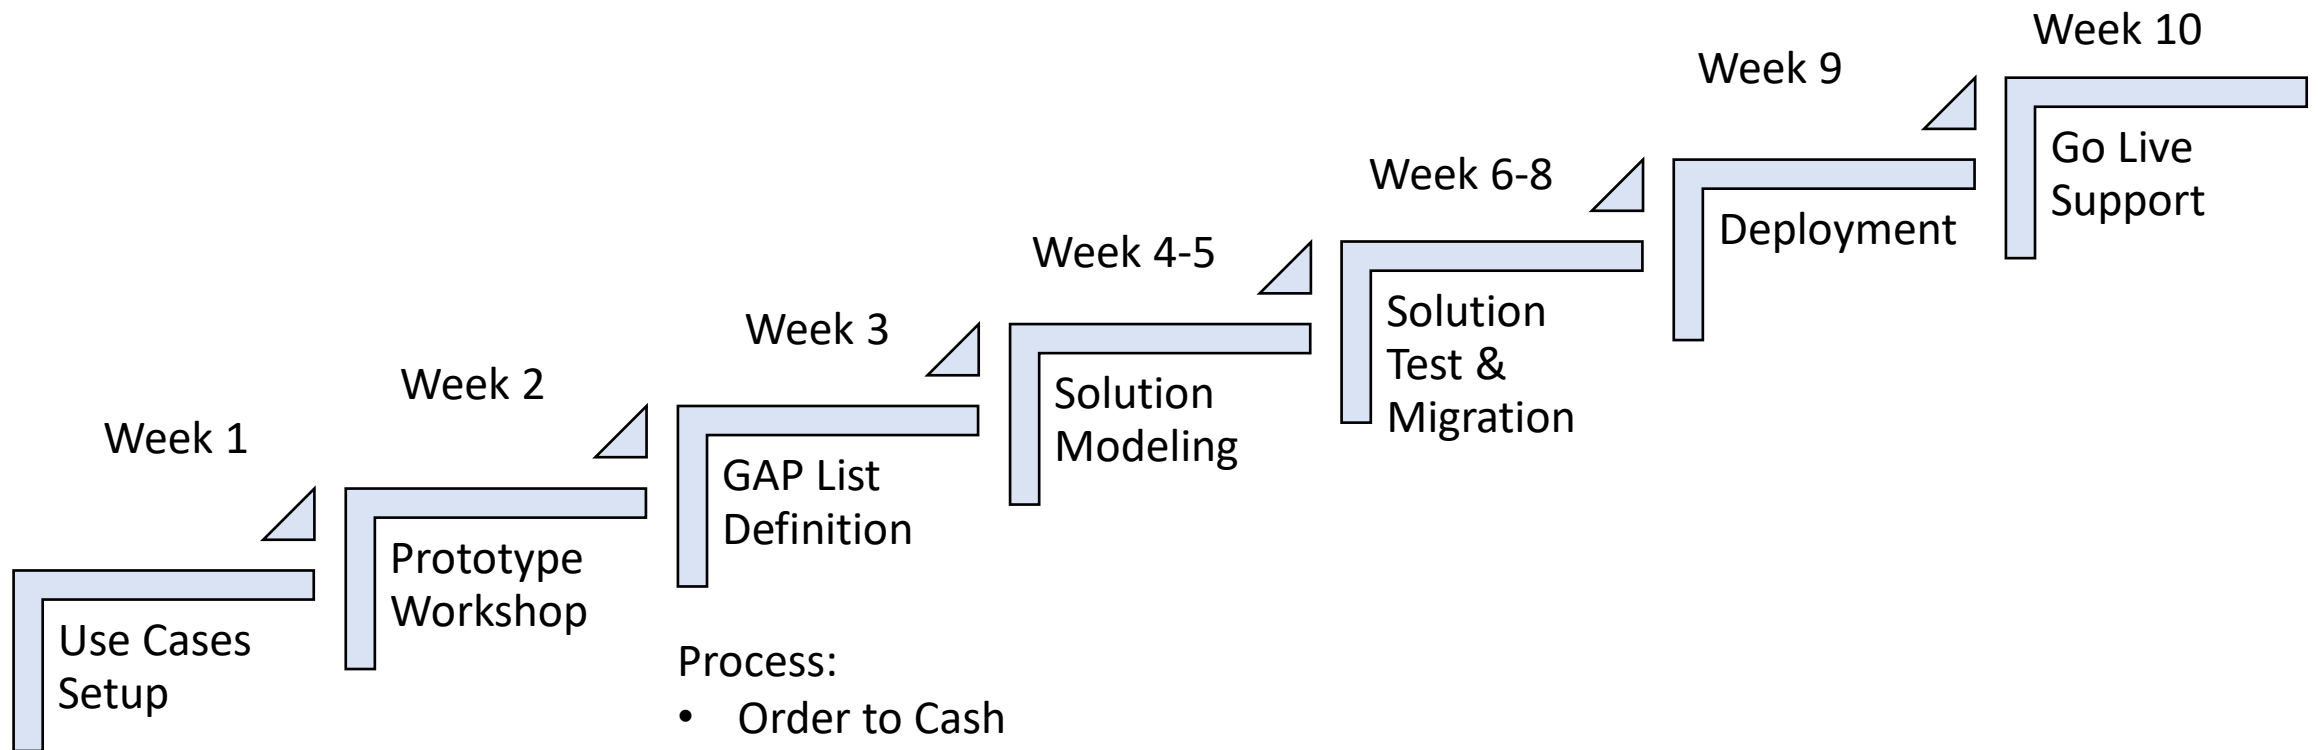 Week 1
Use Cases
Setup
Week 2
Prototype
Workshop
Week 3
GAP List
Definition
Process:
• Order to Cash
Week 4-5
Solution
Modeling
Week 6-8
Solution
Test &
Migration
Week 9
Deployment
Week 10
Go Live
Support